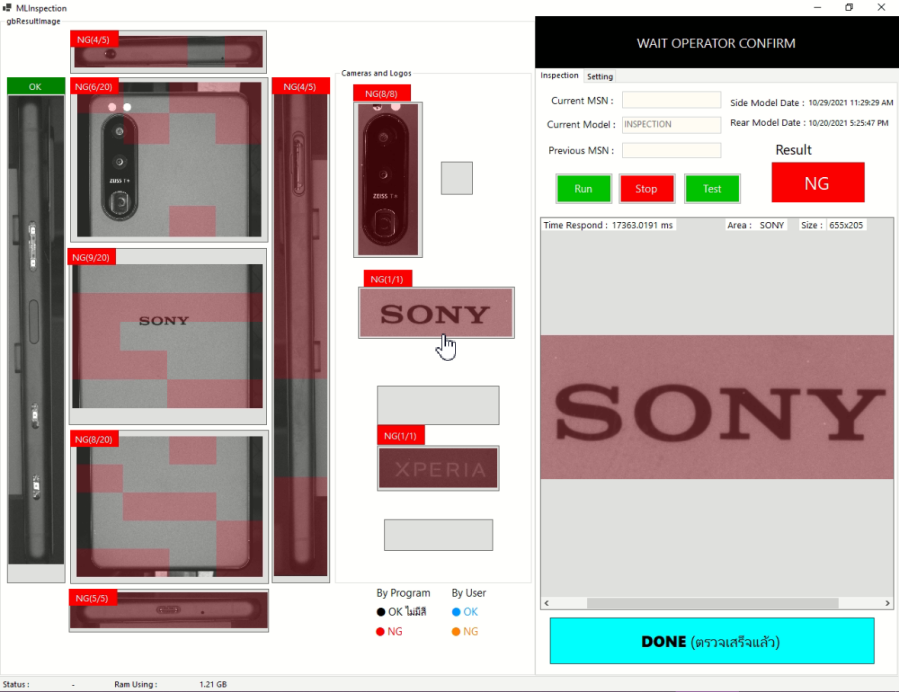 MLInspection
gbResultImage
NG(4/5)
OK
NG(6/20)
ZEISS T*
NG(4/5)
NG(9/20)
SONY
NG(8/20)
NG(5/5)
Cameras and Logos
NG(8/8)
ZEISS T*
NG(1/1)
SONY
NG(1/1)
XPERIA
By Program
By User
OK ไม่มีสี
OK
NG
NG
WAIT OPERATOR CONFIRM
Inspection
Setting
Current MSN :
Side Model Date : 10/29/2021 11:29:29 AM
Current Model : INSPECTION
Rear Model Date : 10/20/2021 5:25:47 PM
Previous MSN :
Result
Run
Stop
Test
NG
Time Respond : 17363.0191 ms
Area : SONY
Size : 655x205
SONY
DONE (ตรวจเสร็จแล้ว)
Status : -
Ram Using : 1.21 GB